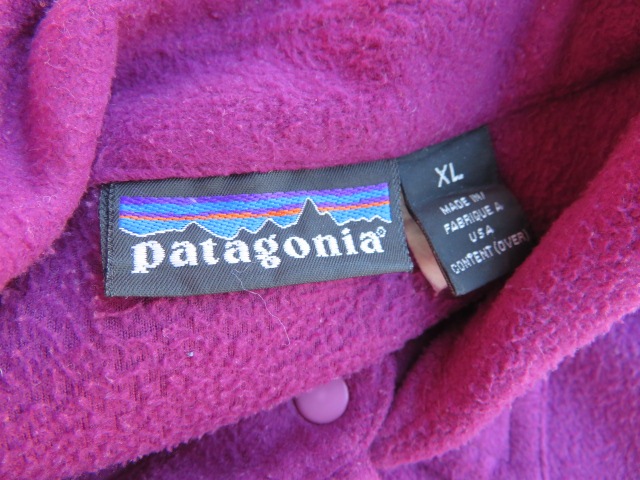 patagonia®
XL
MADE IN/
FABRIQUE A
USA
CONTENT (OVER)